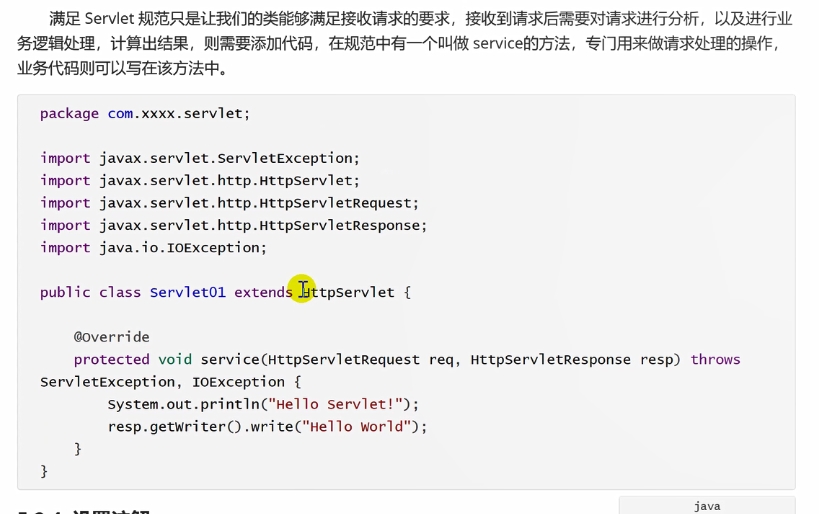 满足 Servlet 规范只是让我们的类能够满足接收请求的要求，接收到请求后需要对请求进行分析，以及进行业
务逻辑处理，计算出结果，则需要添加代码，在规范中有一个叫做 service的方法，专门用来做请求处理的操作，
业务代码则可以写在该方法中。
package com.xxxx.servlet;
import javax.servlet.ServletException;
import javax.servlet.http.HttpServlet;
import javax.servlet.http.HttpServletRequest;
import javax.servlet.http.HttpServletResponse;
import java.io.IOException;
public class Servlet01 extends HttpServlet {
@Override
protected void service(HttpServletRequest req, HttpServletResponse resp) throws
ServletException, IOException {
System.out.println("Hello Servlet!");
resp.getWriter().write("Hello World");
}
}
java